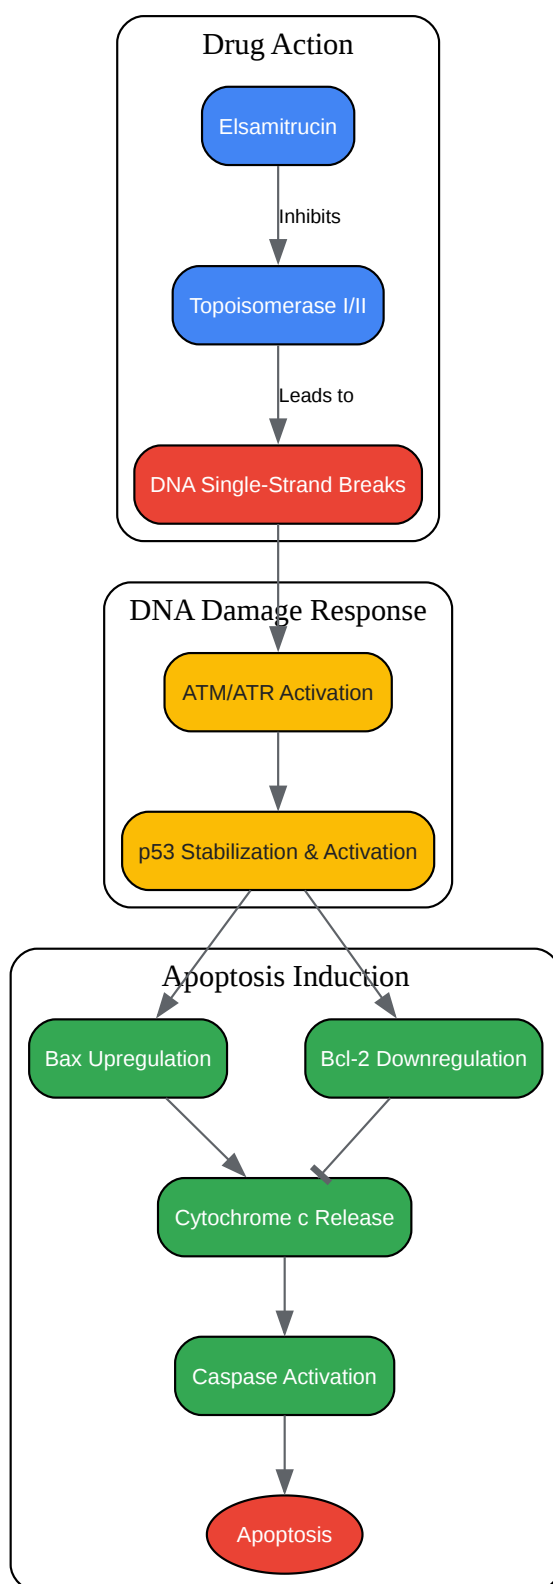 Drug Action
Elsamitrucin
Inhibits
Topoisomerase I/II
Leads to
DNA Single-Strand Breaks
DNA Damage Response
ATM/ATR Activation
p53 Stabilization & Activation
Apoptosis Induction
Bax Upregulation
Bcl-2 Downregulation
Cytochrome c Release
Caspase Activation
Apoptosis